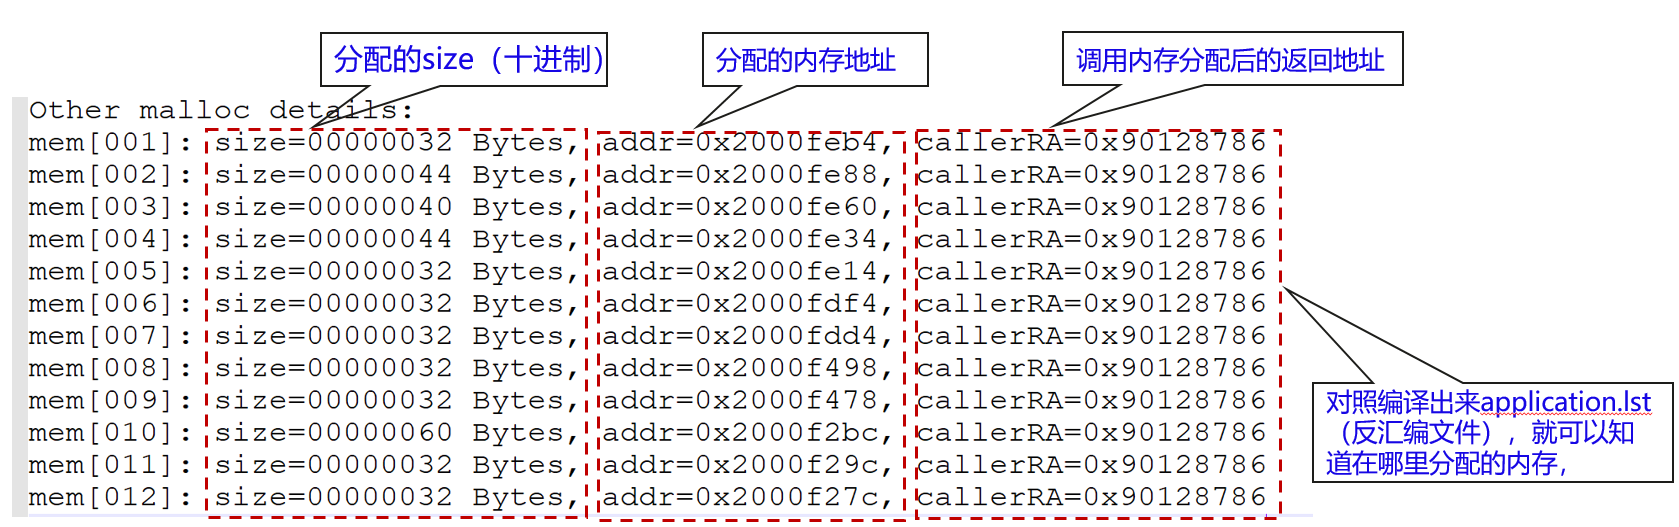 分配的size（十进制）
分配的内存地址
调用内存分配后的返回地址
Other malloc details:
mem[001]: size=00000032 Bytes, addr=0x2000feb4, callerRA=0x90128786
mem[002]: size=00000044 Bytes, addr=0x2000fe88, callerRA=0x90128786
mem[003]: size=00000040 Bytes, addr=0x2000fe60, callerRA=0x90128786
mem[004]: size=00000044 Bytes, addr=0x2000fe34, callerRA=0x90128786
mem[005]: size=00000032 Bytes, addr=0x2000fe14, callerRA=0x90128786
mem[006]: size=00000032 Bytes, addr=0x2000fdf4, callerRA=0x90128786
mem[007]: size=00000032 Bytes, addr=0x2000fdd4, callerRA=0x90128786
mem[008]: size=00000032 Bytes, addr=0x2000f498, callerRA=0x90128786
mem[009]: size=00000032 Bytes, addr=0x2000f478, callerRA=0x90128786
mem[010]: size=00000060 Bytes, addr=0x2000f2bc, callerRA=0x90128786
mem[011]: size=00000032 Bytes, addr=0x2000f29c, callerRA=0x90128786
mem[012]: size=00000032 Bytes, addr=0x2000f27c, callerRA=0x90128786
对照编译出来application.lst
（反汇编文件），就可以知
道在哪里分配的内存，